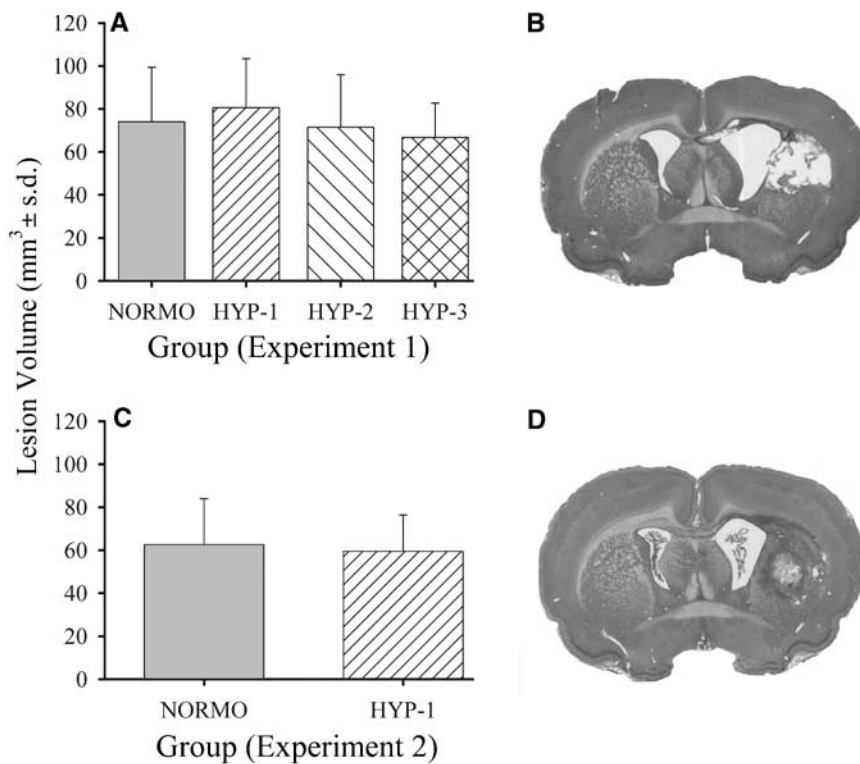 A
B
Lesion Volume (mm³ ± s.d.)
120
100
80
60
40
20
0
NORMO HYP-1 HYP-2 HYP-3
Group (Experiment 1)
C
D
120
100
80
60
40
20
0
NORMO HYP-1
Group (Experiment 2)